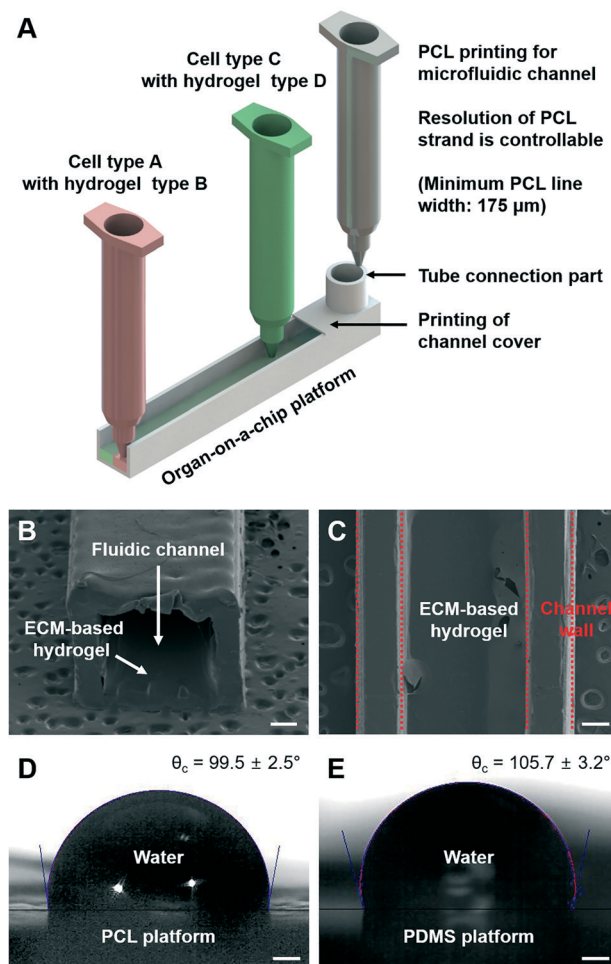 A
Cell type C
with hydrogel type D
Cell type A
with hydrogel type B
PCL printing for
microfluidic channel
Resolution of PCL
strand is controllable
(Minimum PCL line
width: 175 µm)
Tube connection part
Printing of
channel cover
Organ-on-a-chip platform
B
Fluidic channel
ECM-based
hydrogel
C
ECM-based
hydrogel
Channel
wall
D
θc = 99.5 ± 2.5°
Water
PCL platform
E
θc = 105.7 ± 3.2°
Water
PDMS platform